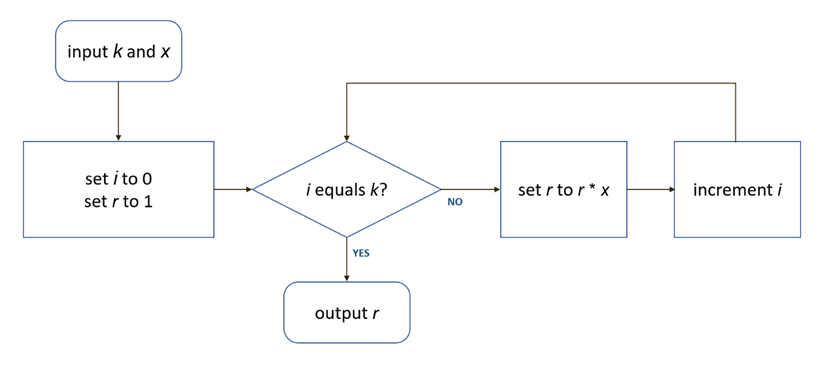 input k and x
set i to 0
set r to 1
i equals k?
NO
set r to r * x
increment i
YES
output r